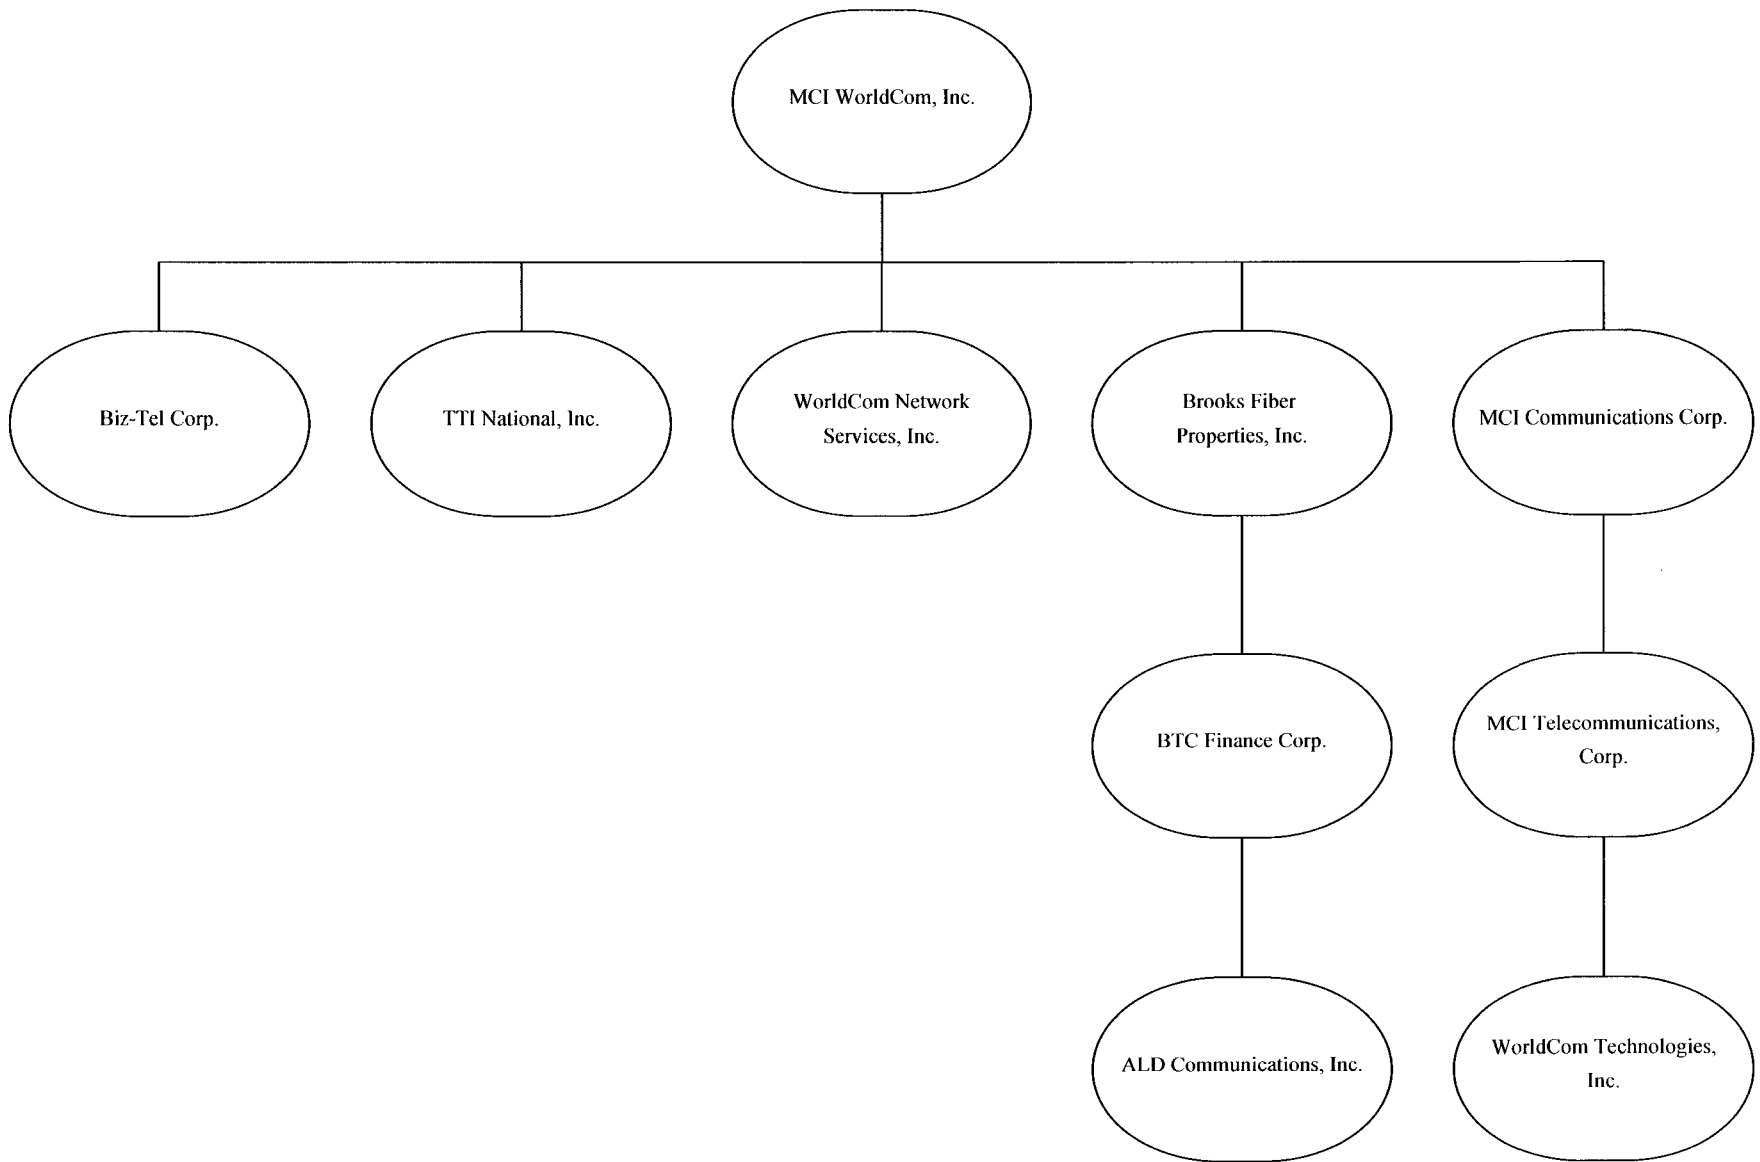 MCI WorldCom, Inc.
Biz-Tel Corp.
TTI National, Inc.
WorldCom Network
Services, Inc.
Brooks Fiber
Properties, Inc.
MCI Communications Corp.
BTC Finance Corp.
MCI Telecommunications,
Corp.
ALD Communications, Inc.
WorldCom Technologies,
Inc.